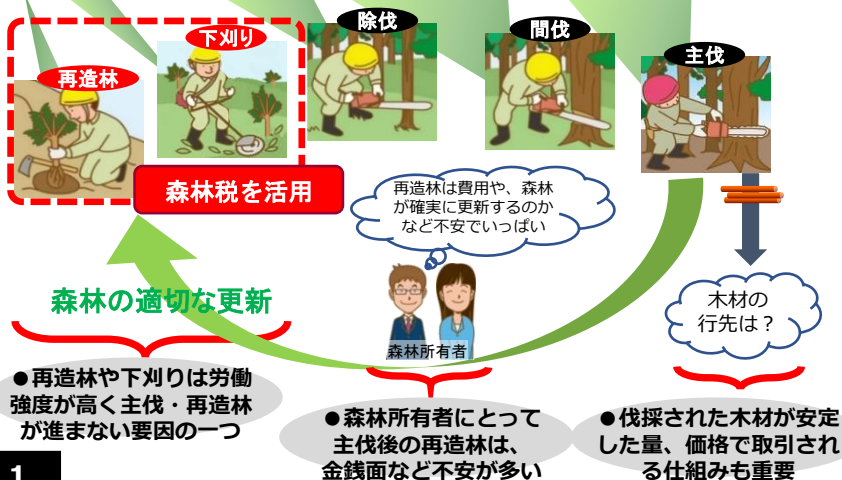 除伐
間伐
下刈り
主伐
再造林
森林税を活用
再造林は費用や、森林
が確実に更新するのか
など不安でいっぱい
森林の適切な更新
木材の
行先は？
森林所有者
●再造林や下刈りは労働
強度が高く主伐・再造林
が進まない要因の一つ
●森林所有者にとって
主伐後の再造林は、
金銭面など不安が多い
●伐採された木材が安定
した量、価格で取引され
る仕組みも重要
1